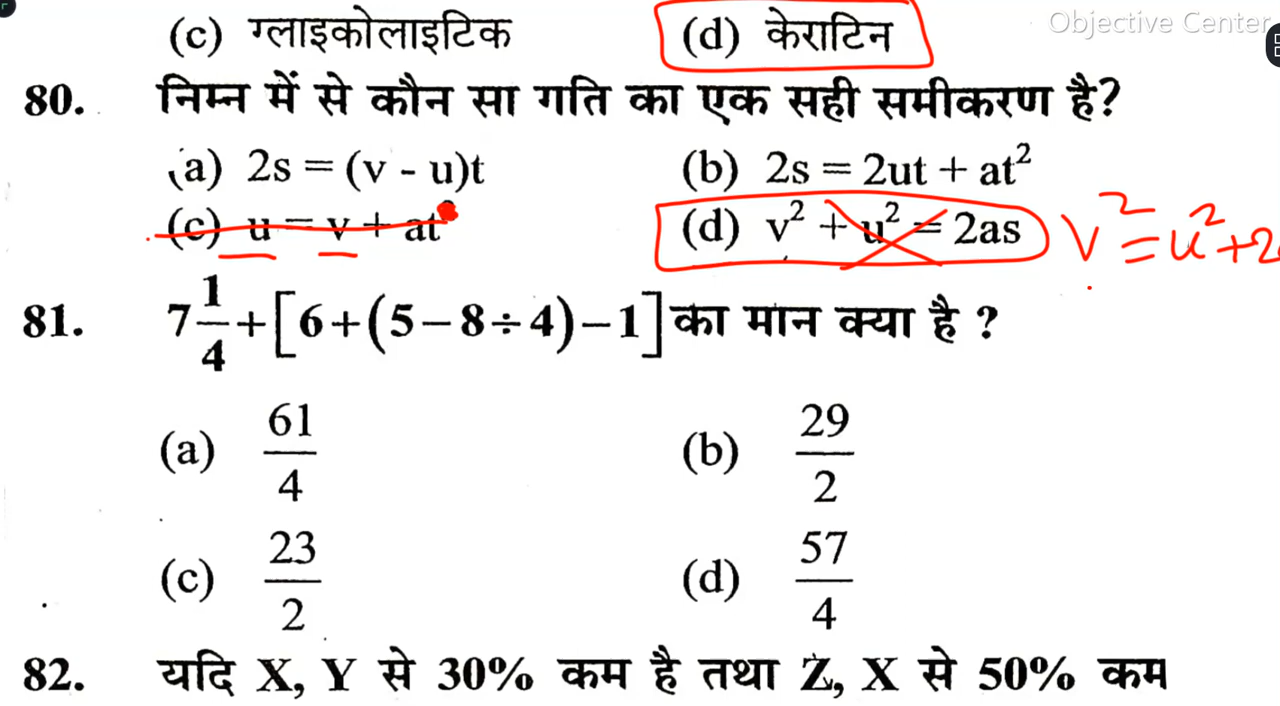 Objective Center
(c) ग्लाइकोलाइटिक (d) केराटिन
80. निम्न में से कौन सा गति का एक सही समीकरण है?
(a) 2s = (v - u)t (b) 2s = 2ut + at²
(c) u = v + at (d) v² + u² = 2as v² = u² + 2
81. 7 1/4 + [6 + (5 − 8 ÷ 4) − 1] का मान क्या है ?
(a) 61/4 (b) 29/2
(c) 23/2 (d) 57/4
82. यदि X, Y से 30% कम है तथा Z, X से 50% कम